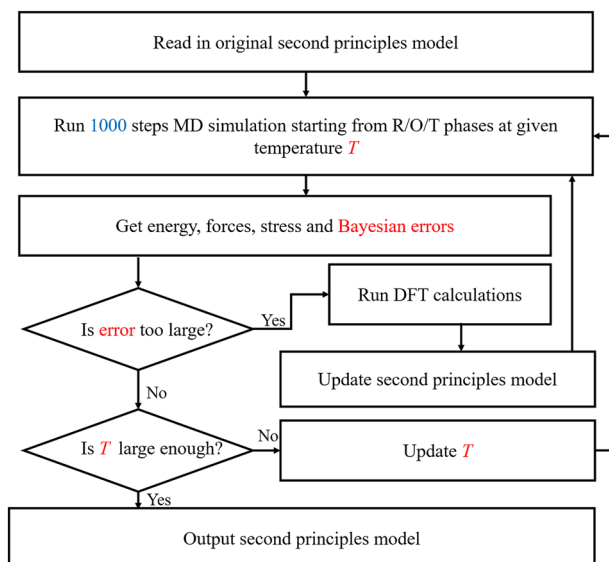 Read in original second principles model
Run 1000 steps MD simulation starting from R/O/T phases at given
temperature T
Get energy, forces, stress and Bayesian errors
Run DFT calculations
Is error too large?
Yes
Update second principles model
No
Is T large enough?
No
Update T
Yes
Output second principles model